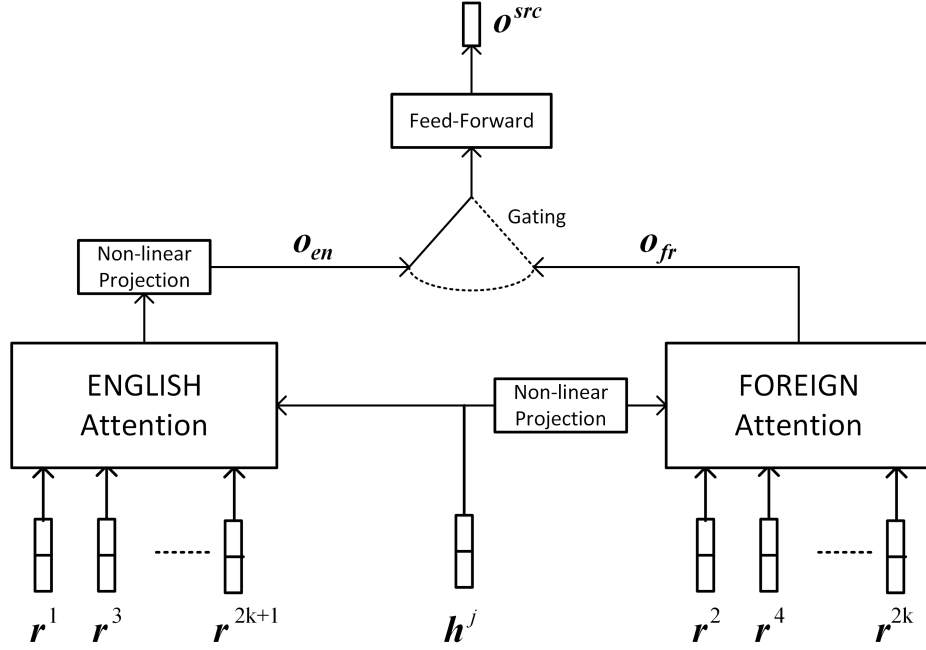 o^src
Feed-Forward
Gating
Non-linear
Projection
o_en
o_fr
ENGLISH
Attention
Non-linear
Projection
FOREIGN
Attention
r^1 r^3 r^2k+1 h^j r^2 r^4 r^2k